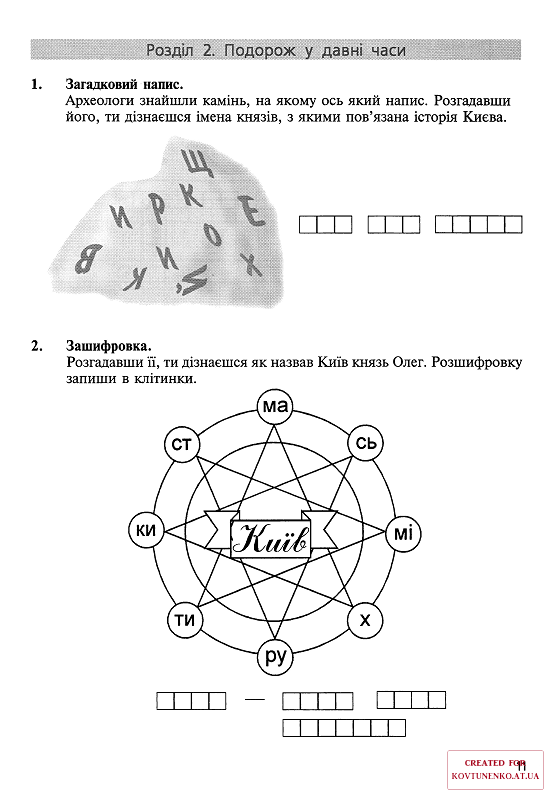 Розділ 2. Подорож у давні часи
1. Загадковий напис.
Археологи знайшли камінь, на якому ось який напис. Розгадавши
його, ти дізнаєшся імена князів, з якими пов’язана історія Києва.
Щ
И Р К Е
О
В И Х
К Й
2. Зашифровка.
Розгадавши її, ти дізнаєшся як назвав Київ князь Олег. Розшифровку
запиши в клітинки.
ма
ст сь
Київ
ки мі
ти х
ру
—
11
CREATED FOR
KOVTUNENKO.AT.UA